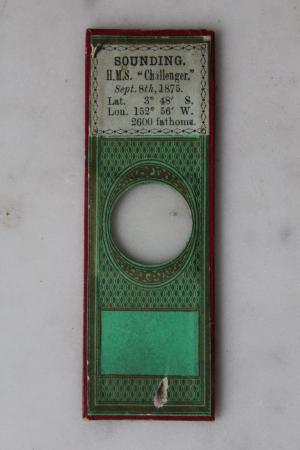 SOUNDING.
H.M.S. "Challenger."
Sept. 8th, 1875.
Lat. 3° 48′ S.
Lon. 152° 56′ W.
2600 fathoms.